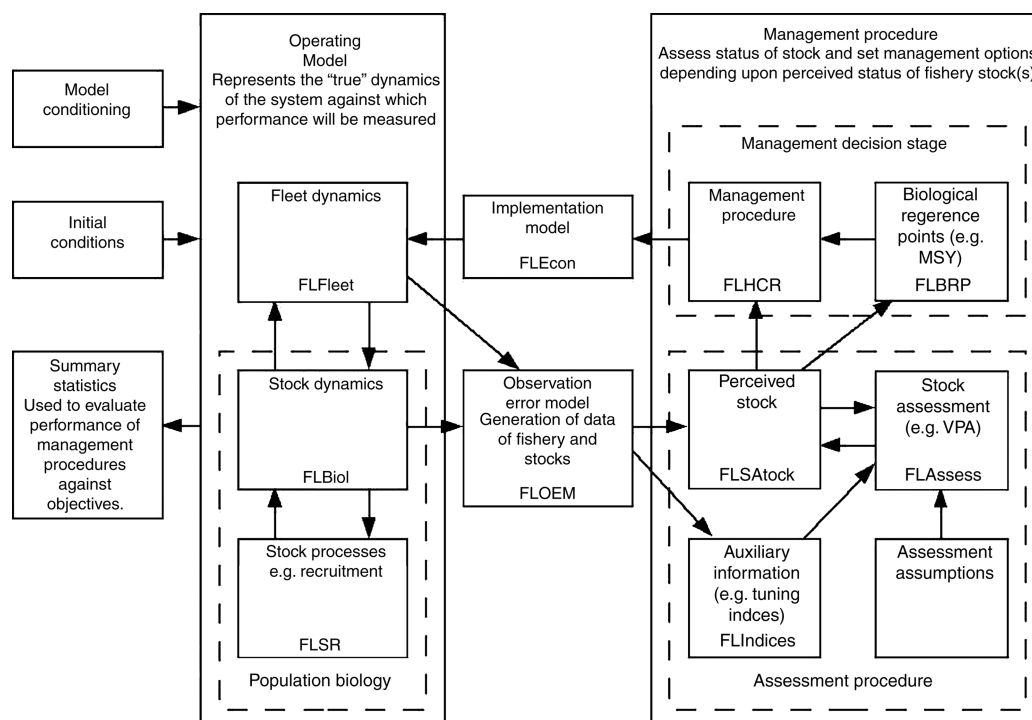 Model
conditioning
Initial
conditions
Summary
statistics
Used to evaluate
performance of
management
procedures
against
objectives.
Operating
Model
Represents the “true” dynamics
of the system against which
performance will be measured
Fleet dynamics
FLFleet
Stock dynamics
FLBiol
Stock processes
e.g. recruitment
FLSR
Population biology
Implementation
model
FLEcon
Observation
error model
Generation of data
of fishery and
stocks
FLOEM
Management procedure
Assess status of stock and set management options
depending upon perceived status of fishery stock(s)
Management decision stage
Management
procedure
FLHCR
Biological
regerence
points (e.g.
MSY)
FLBRP
Perceived
stock
FLSAtock
Stock
assessment
(e.g. VPA)
FLAssess
Auxiliary
information
(e.g. tuning
indces)
FLIndices
Assessment
assumptions
Assessment procedure